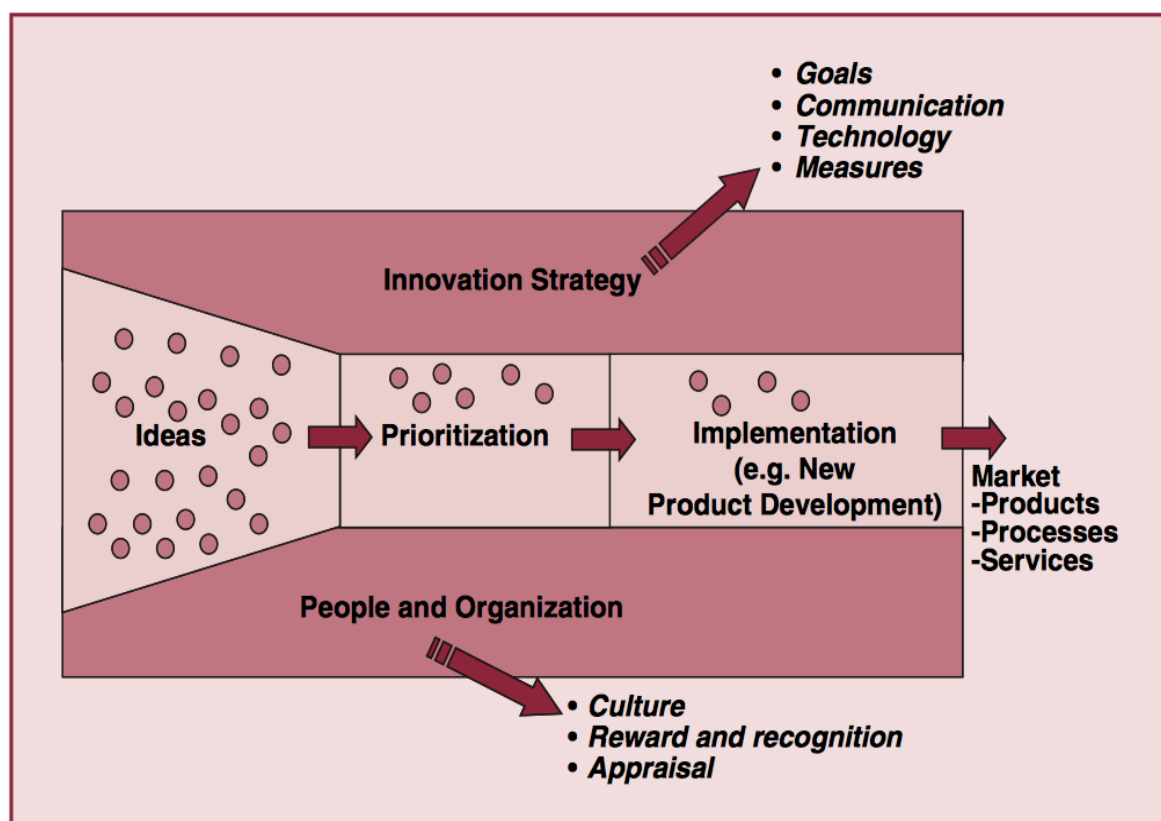 • Goals
• Communication
• Technology
• Measures
Innovation Strategy
Ideas
Prioritization
Implementation
(e.g. New
Product Development)
Market
-Products
-Processes
-Services
People and Organization
• Culture
• Reward and recognition
• Appraisal